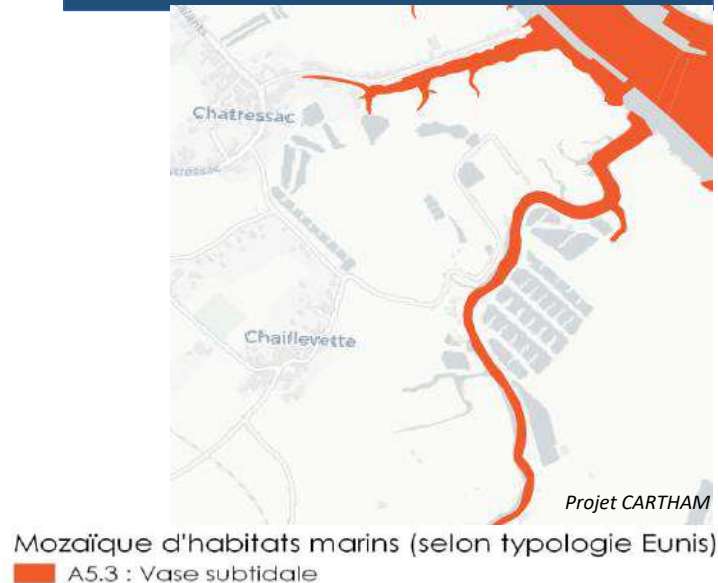 Chatressac
Chaillevette
Projet CARTHAM
Mozaïque d'habitats marins (selon typologie Eunis)
A5.3 : Vase subtidale